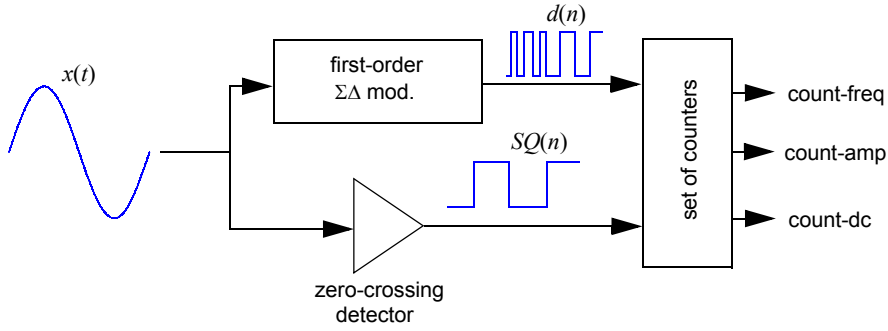 d(n)
x(t)
first-order
ΣΔ mod.
count-freq
SQ(n)
count-amp
set of counters
count-dc
zero-crossing
detector